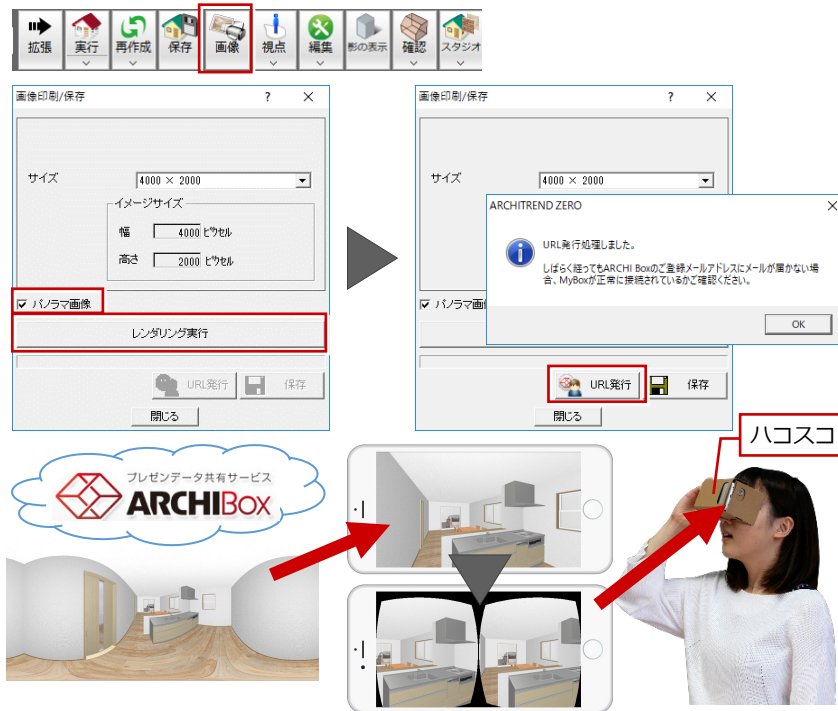 拡張
実行
再作成
保存
画像
視点
編集
影の表示
確認
スタジオ
画像印刷/保存 ? ×
サイズ 4000 × 2000
イメージサイズ
幅 4000 ピクセル
高さ 2000 ピクセル
パノラマ画像
レンダリング実行
URL発行 保存
閉じる
画像印刷/保存 ? ×
サイズ 4000 × 2000
ARCHITREND ZERO ×
URL発行処理しました。
しばらく経ってもARCHI Boxのご登録メールアドレスにメールが届かない場
合、MyBoxが正常に接続されているかご確認ください。
OK
パノラマ画
URL発行 保存
閉じる
ハコスコ
プレゼンデータ共有サービス
ARCHIBOX